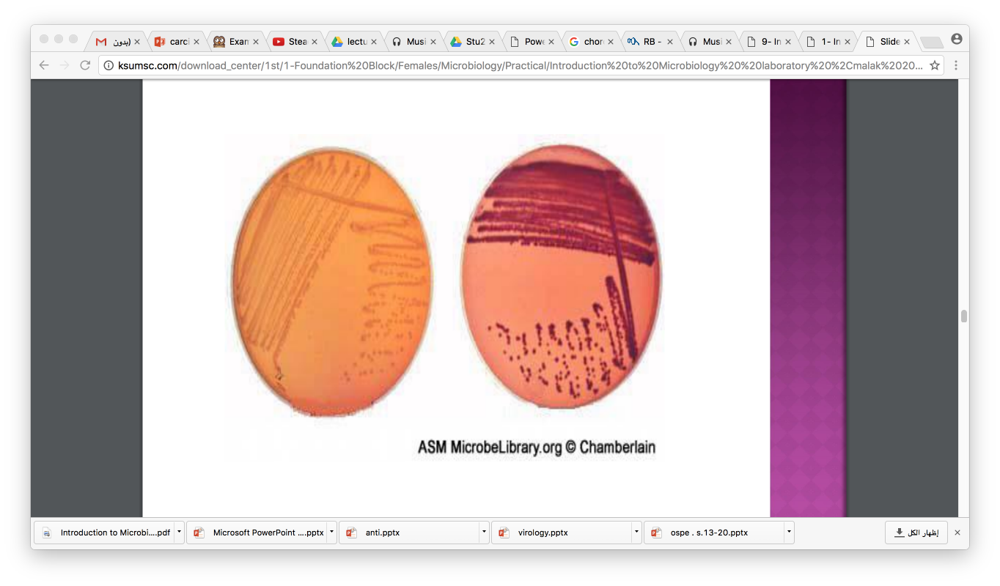 (بدون
carci
Exam
Stea
lectu
Musi
Stu2
Powe
chor
RB -
Musi
9- In
1- In
Slide
ksumsc.com/download_center/1st/1-Foundation%20Block/Females/Microbiology/Practical/Introduction%20to%20Microbiology%20%20laboratory%20%2Cmalak%2020...
ASM MicrobeLibrary.org © Chamberlain
Introduction to Microbi....pdf
Microsoft PowerPoint ....pptx
anti.pptx
virology.pptx
ospe . s.13-20.pptx
إظهار الكل